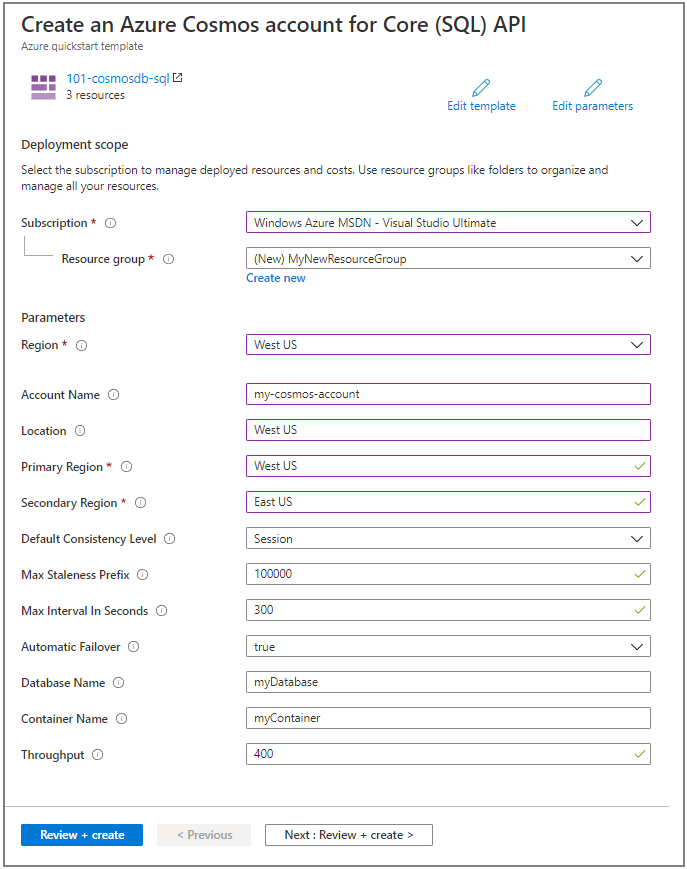 Create an Azure Cosmos account for Core (SQL) API
Azure quickstart template
101-cosmosdb-sql
3 resources
Edit template
Edit parameters
Deployment scope
Select the subscription to manage deployed resources and costs. Use resource groups like folders to organize and
manage all your resources.
Subscription *
Windows Azure MSDN - Visual Studio Ultimate
Resource group *
(New) MyNewResourceGroup
Create new
Parameters
Region *
West US
Account Name
my-cosmos-account
Location
West US
Primary Region *
West US
Secondary Region *
East US
Default Consistency Level
Session
Max Staleness Prefix
100000
Max Interval In Seconds
300
Automatic Failover
true
Database Name
myDatabase
Container Name
myContainer
Throughput
400
Review + create
< Previous
Next : Review + create >